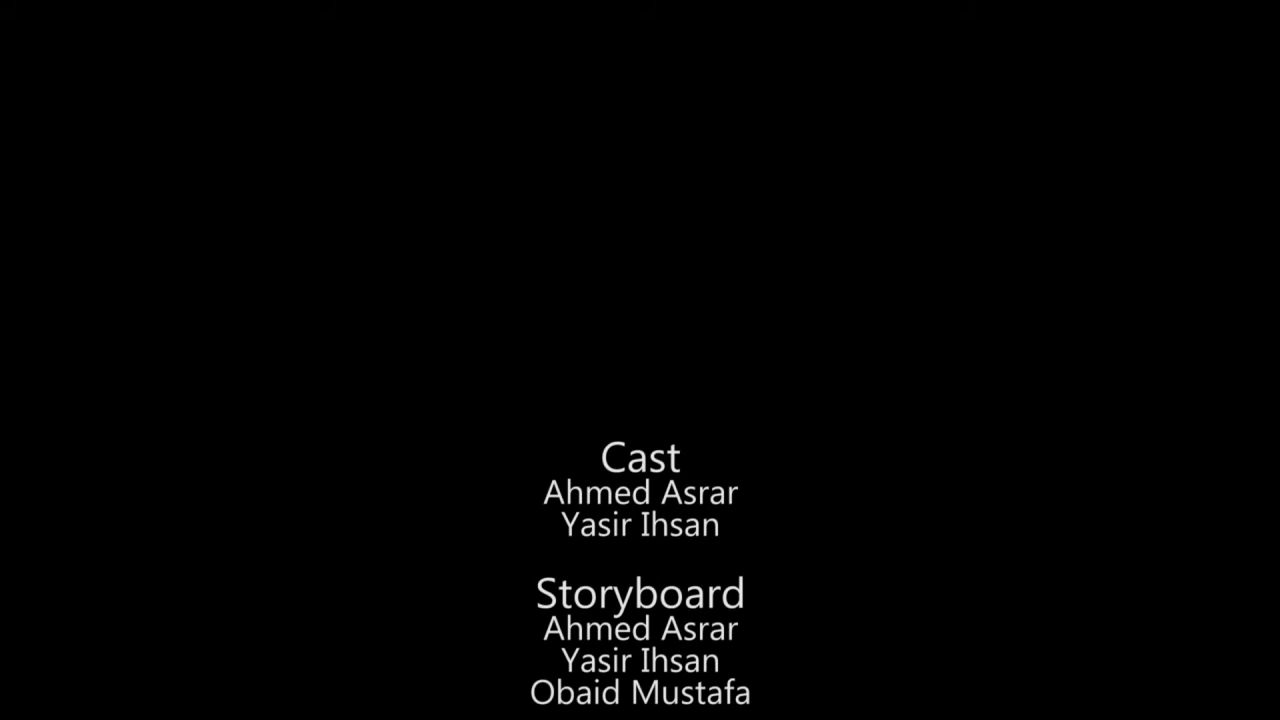 Cast
Ahmed Asrar
Yasir Ihsan
Storyboard
Ahmed Asrar
Yasir Ihsan
Obaid Mustafa